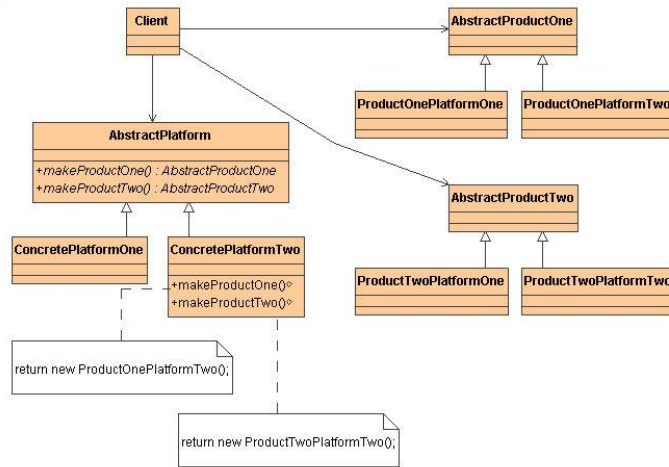 Client
AbstractProductOne
ProductOnePlatformOne
ProductOnePlatformTwo
AbstractPlatform
+makeProductOne() : AbstractProductOne
+makeProductTwo() : AbstractProductTwo
AbstractProductTwo
ConcretePlatformOne
ConcretePlatformTwo
+makeProductOne()
+makeProductTwo()
ProductTwoPlatformOne
ProductTwoPlatformTwo
return new ProductOnePlatformTwo();
return new ProductTwoPlatformTwo();